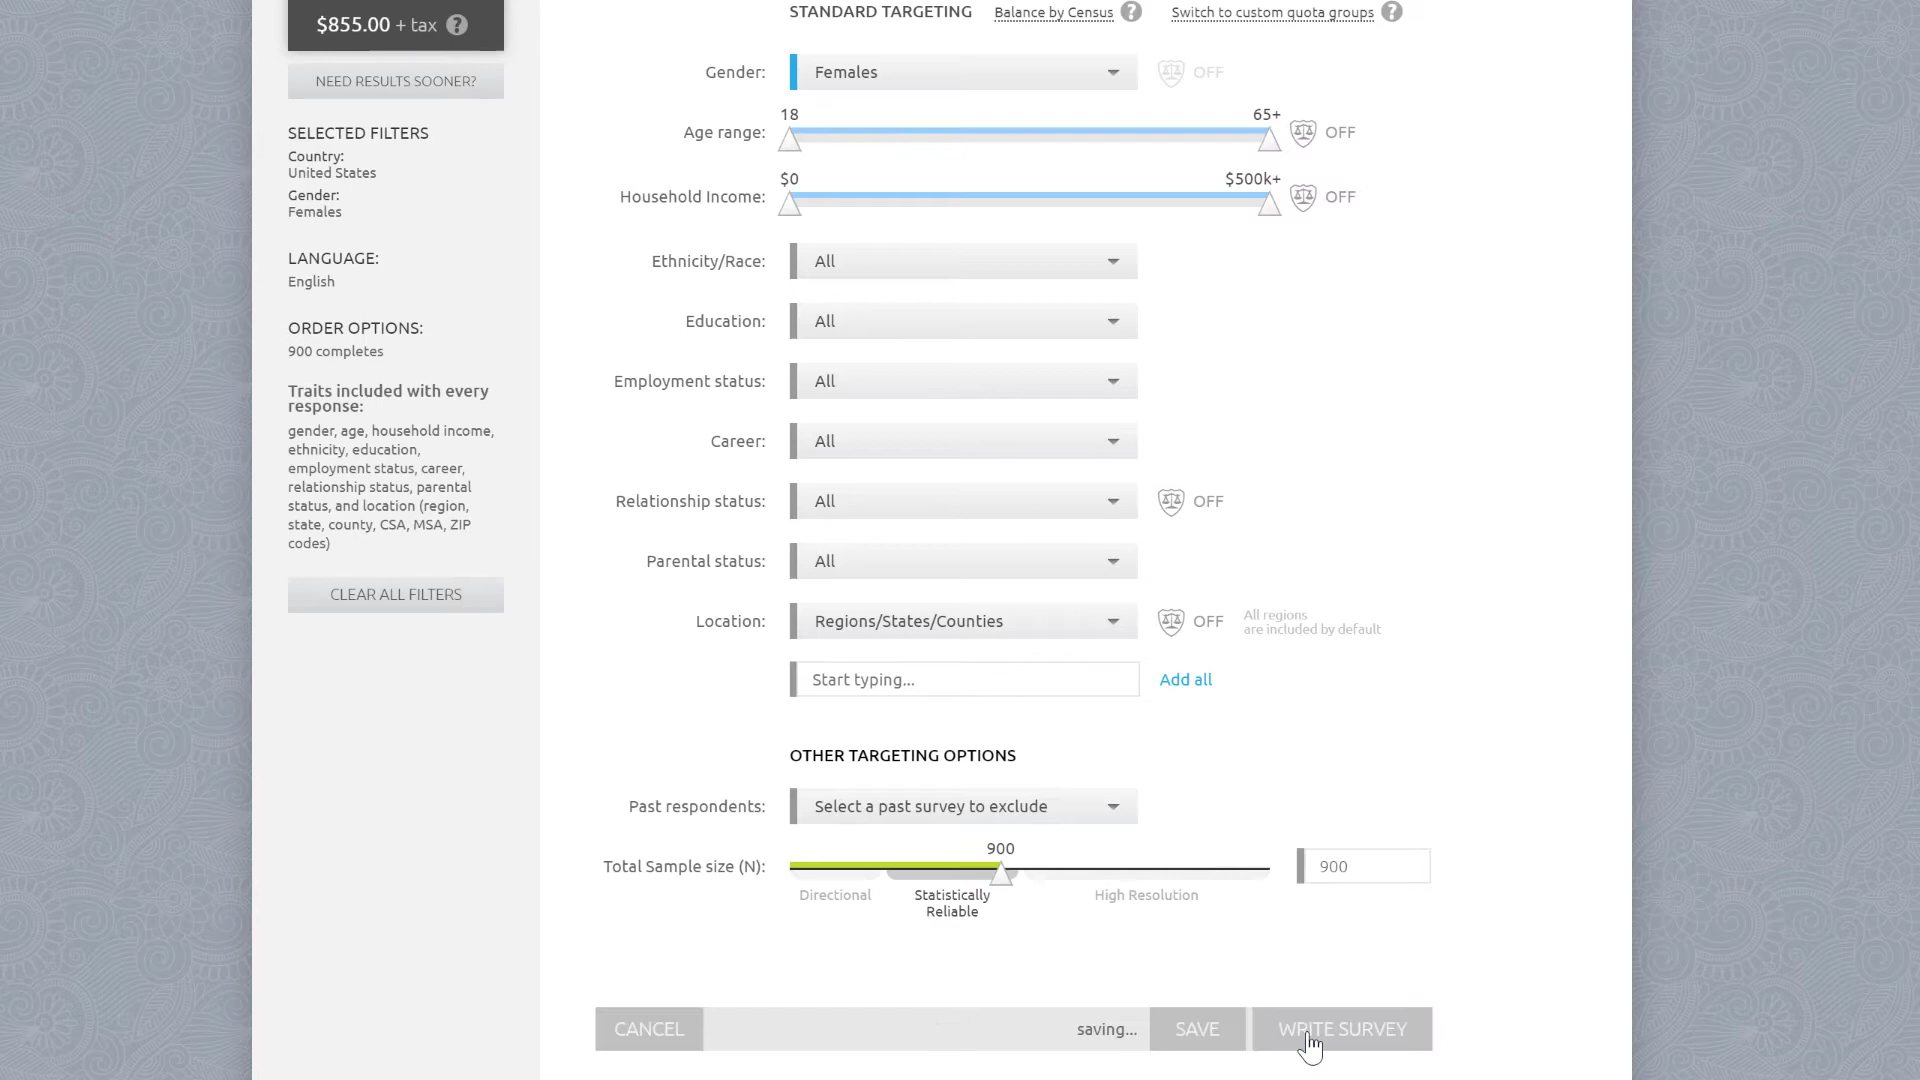 $855.00 + tax ?
NEED RESULTS SOONER?
SELECTED FILTERS
Country:
United States
Gender:
Females
LANGUAGE:
English
ORDER OPTIONS:
900 completes
Traits included with every
response:
gender, age, household income,
ethnicity, education,
employment status, career,
relationship status, parental
status, and location (region,
state, county, CSA, MSA, ZIP
codes)
CLEAR ALL FILTERS
STANDARD TARGETING Balance by Census ? Switch to custom quota groups ?
Gender: Females OFF
18 65+
Age range: OFF
$0 $500k+
Household Income: OFF
Ethnicity/Race: All
Education: All
Employment status: All
Career: All
Relationship status: All OFF
Parental status: All
Location: Regions/States/Counties OFF
All regions
are included by default
Start typing... Add all
OTHER TARGETING OPTIONS
Past respondents: Select a past survey to exclude
900
Total Sample size (N): 900
Directional Statistically High Resolution
Reliable
CANCEL saving... SAVE WRITE SURVEY